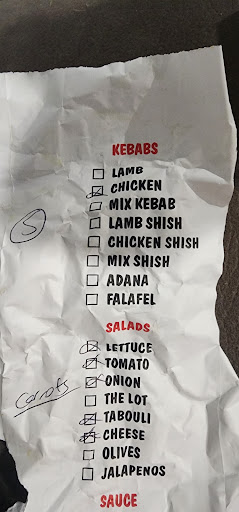 KEBABS
LAMB
CHICKEN
MIX KEBAB
S
LAMB SHISH
CHICKEN SHISH
MIX SHISH
ADANA
FALAFEL
SALADS
LETTUCE
TOMATO
Carrots
ONION
THE LOT
TABOULI
CHEESE
OLIVES
JALAPENOS
SAUCE